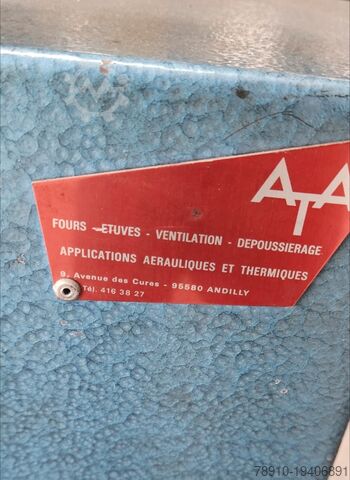 ATA
FOURS - ETUVES - VENTILATION - DEPOUSSIERAGE
APPLICATIONS AERAULIQUES ET THERMIQUES
9, Avenue des Cures - 95580 ANDILLY
Tél. 416 38 27
78910-19406891